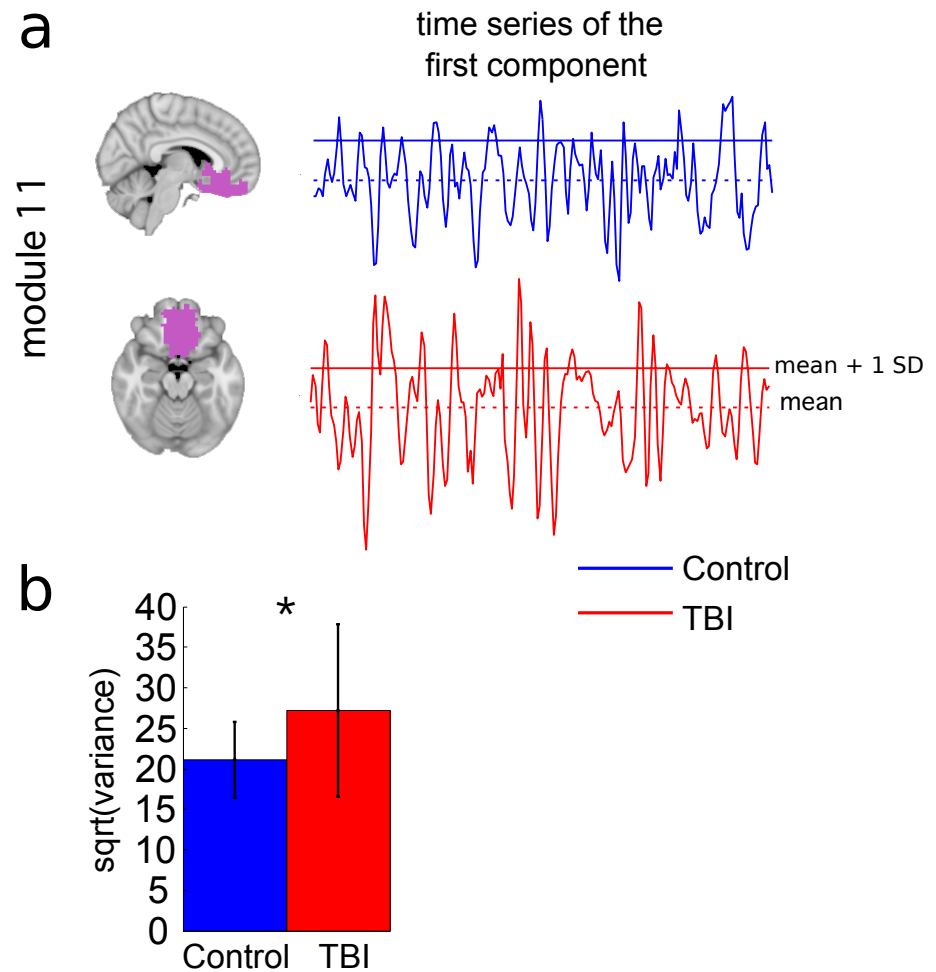 a
time series of the
first component
module 11
mean + 1 SD
mean
Control
TBI
b
*
40
35
30
25
20
15
10
5
0
sqrt(variance)
Control
TBI